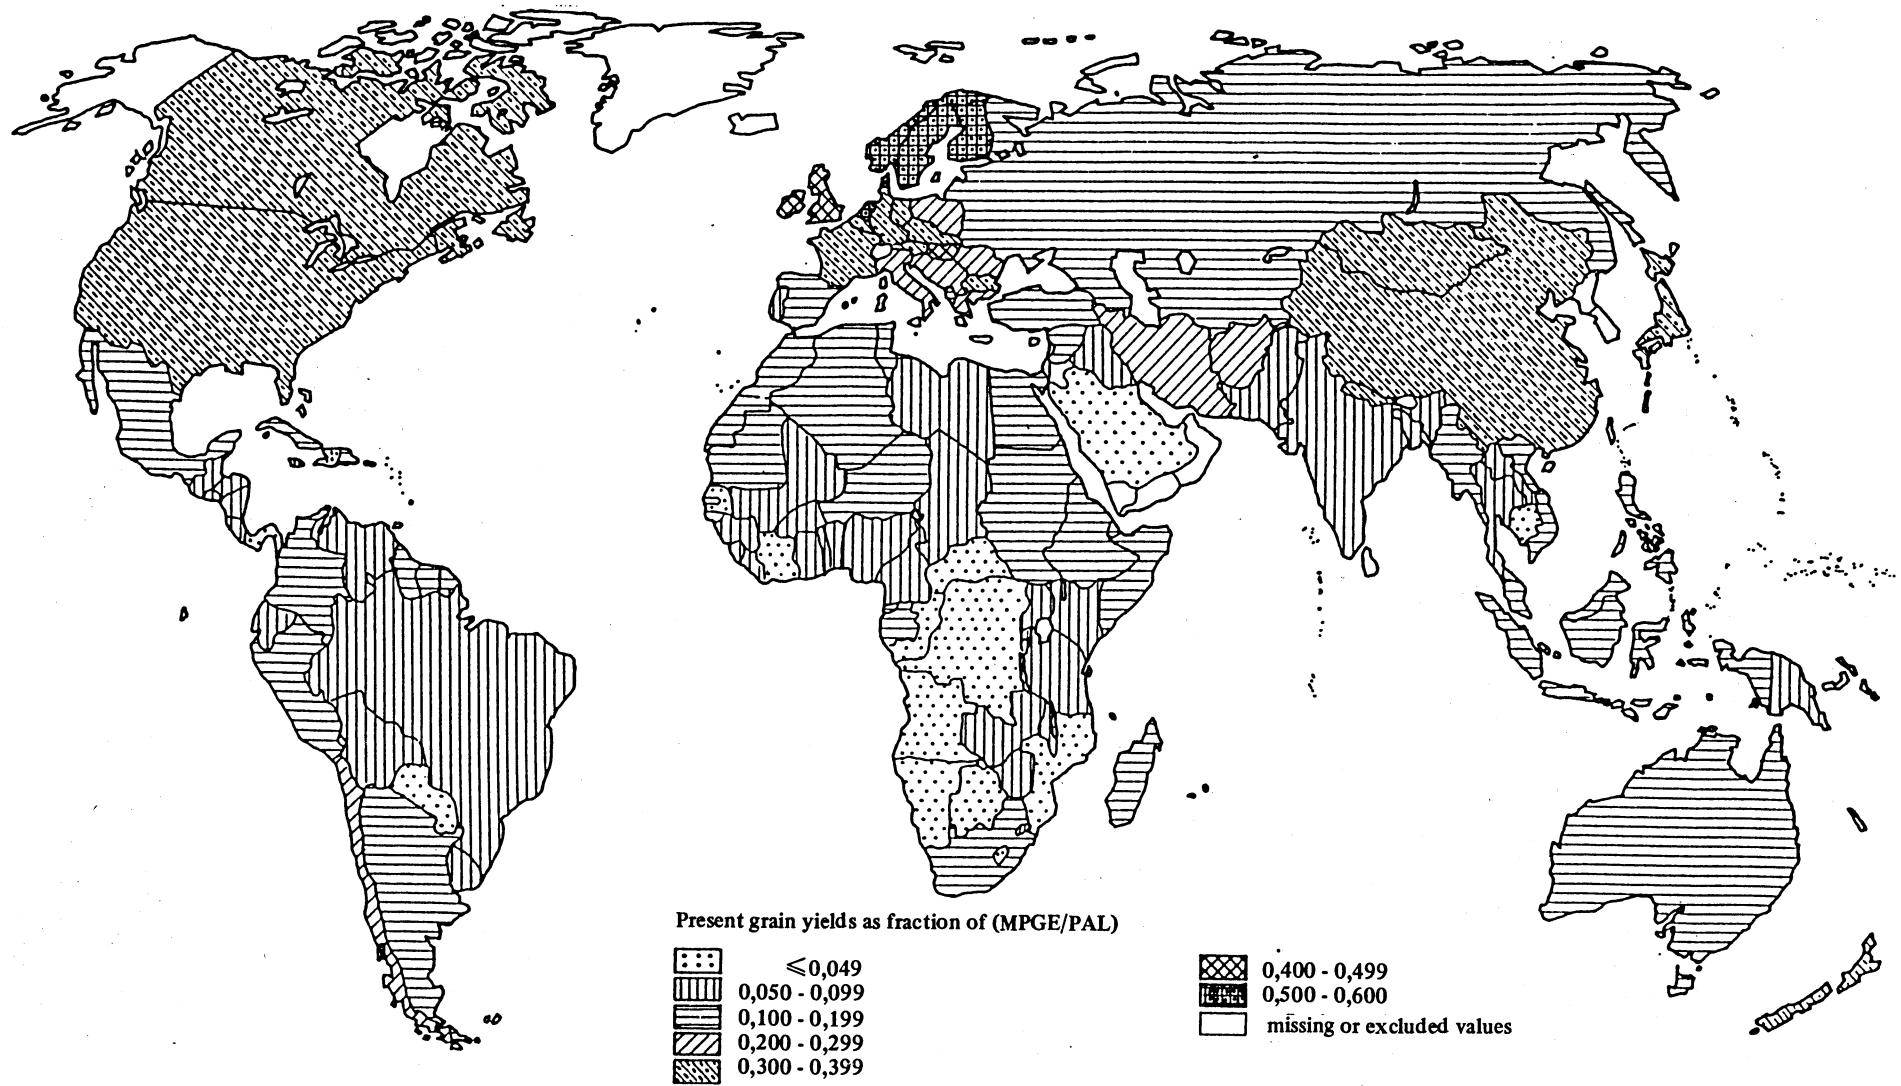 Present grain yields as fraction of (MPGE/PAL)
⩽0,049
0,050 - 0,099
0,100 - 0,199
0,200 - 0,299
0,300 - 0,399
0,400 - 0,499
0,500 - 0,600
missing or excluded values